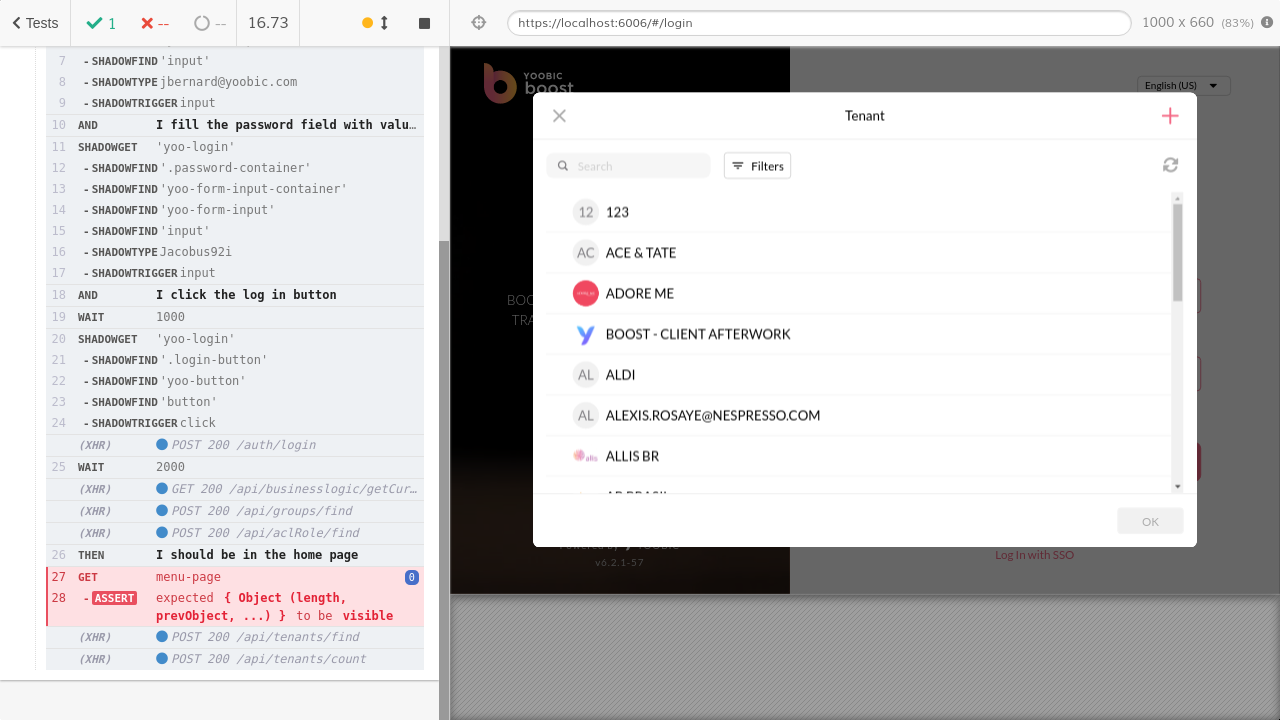 Tests
1
--
--
16.73
https://localhost:6006/#/login
1000 x 660 (83%)
7 -SHADOWFIND 'input'
8 -SHADOWTYPE jbernard@yoobic.com
9 -SHADOWTRIGGER input
10 AND I fill the password field with valu…
11 SHADOWGET 'yoo-login'
12 -SHADOWFIND '.password-container'
13 -SHADOWFIND 'yoo-form-input-container'
14 -SHADOWFIND 'yoo-form-input'
15 -SHADOWFIND 'input'
16 -SHADOWTYPE Jacobus92i
17 -SHADOWTRIGGER input
18 AND I click the log in button
19 WAIT 1000
20 SHADOWGET 'yoo-login'
21 -SHADOWFIND '.login-button'
22 -SHADOWFIND 'yoo-button'
23 -SHADOWFIND 'button'
24 -SHADOWTRIGGER click
(XHR) POST 200 /auth/login
25 WAIT 2000
(XHR) GET 200 /api/businesslogic/getCur…
(XHR) POST 200 /api/groups/find
(XHR) POST 200 /api/aclRole/find
26 THEN I should be in the home page
27 GET menu-page 0
28 -ASSERT expected { Object (length,
prevObject, ...) } to be visible
(XHR) POST 200 /api/tenants/find
(XHR) POST 200 /api/tenants/count
YOOBIC
boost
English (US)
BOO
TRA
Tenant
Search
Filters
12 123
AC ACE & TATE
ADORE ME
BOOST - CLIENT AFTERWORK
AL ALDI
AL ALEXIS.ROSAYE@NESPRESSO.COM
allis ALLIS BR
OK
v6.2.1-57
Log In with SSO